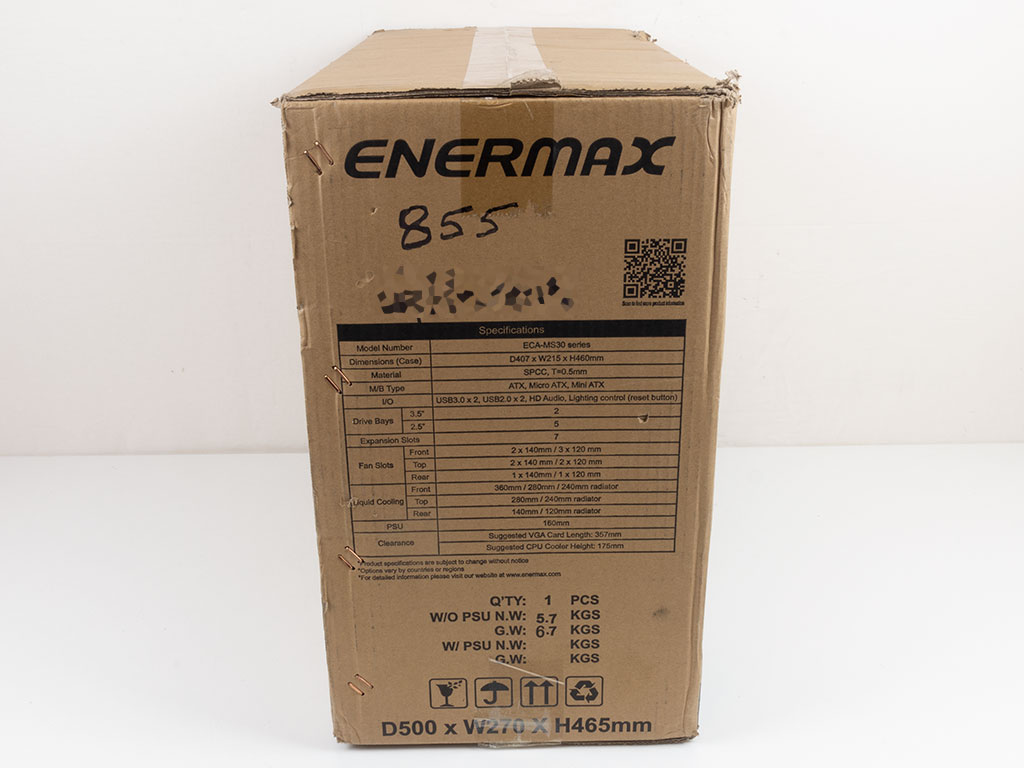 ENERMAX
855
Scan to find more product information
Specifications
Model Number ECA-MS30 series
Dimensions (Case) D407 x W215 x H460mm
Material SPCC, T=0.5mm
M/B Type ATX, Micro ATX, Mini ATX
I/O USB3.0 x 2, USB2.0 x 2, HD Audio, Lighting control (reset button)
Drive Bays 3.5" 2
2.5" 5
Expansion Slots 7
Fan Slots Front 2 x 140mm / 3 x 120 mm
Top 2 x 140 mm / 2 x 120 mm
Rear 1 x 140mm / 1 x 120 mm
Liquid Cooling Front 360mm / 280mm / 240mm radiator
Top 280mm / 240mm radiator
Rear 140mm / 120mm radiator
PSU 160mm
Clearance Suggested VGA Card Length: 357mm
Suggested CPU Cooler Height: 175mm
*Product specifications are subject to change without notice
*Options vary by countries or regions
*For detailed information please visit our website at www.enermax.com
Q'TY: 1 PCS
W/O PSU N.W: 5.7 KGS
G.W: 6.7 KGS
W/ PSU N.W: KGS
G.W: KGS
D500 x W270 X H465mm